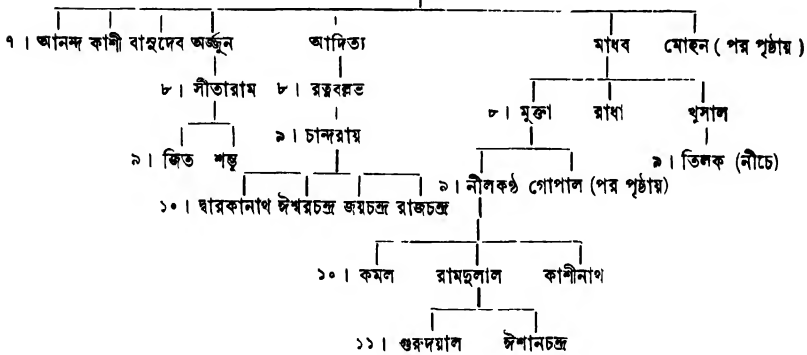 ৭। আনন্দ কাশী বাসুদেব অর্জ্জুন আদিত্য মাধব মোহন ( পর পৃষ্ঠায় )
৮। সীতারাম ৮। রত্নবল্লভ ৮। মুক্তা রাধা খুসাল
৯। জিত শম্ভু ৯। চান্দরায় ৯। তিলক (নীচে)
১০। দ্বারকানাথ ঈশ্বরচন্দ্র জয়চন্দ্র রাজচন্দ্র ৯। নীলকণ্ঠ গোপাল (পর পৃষ্ঠায়)
১০। কমল রামদুলাল কাশীনাথ
১১। গুরুদয়াল ঈশানচন্দ্র